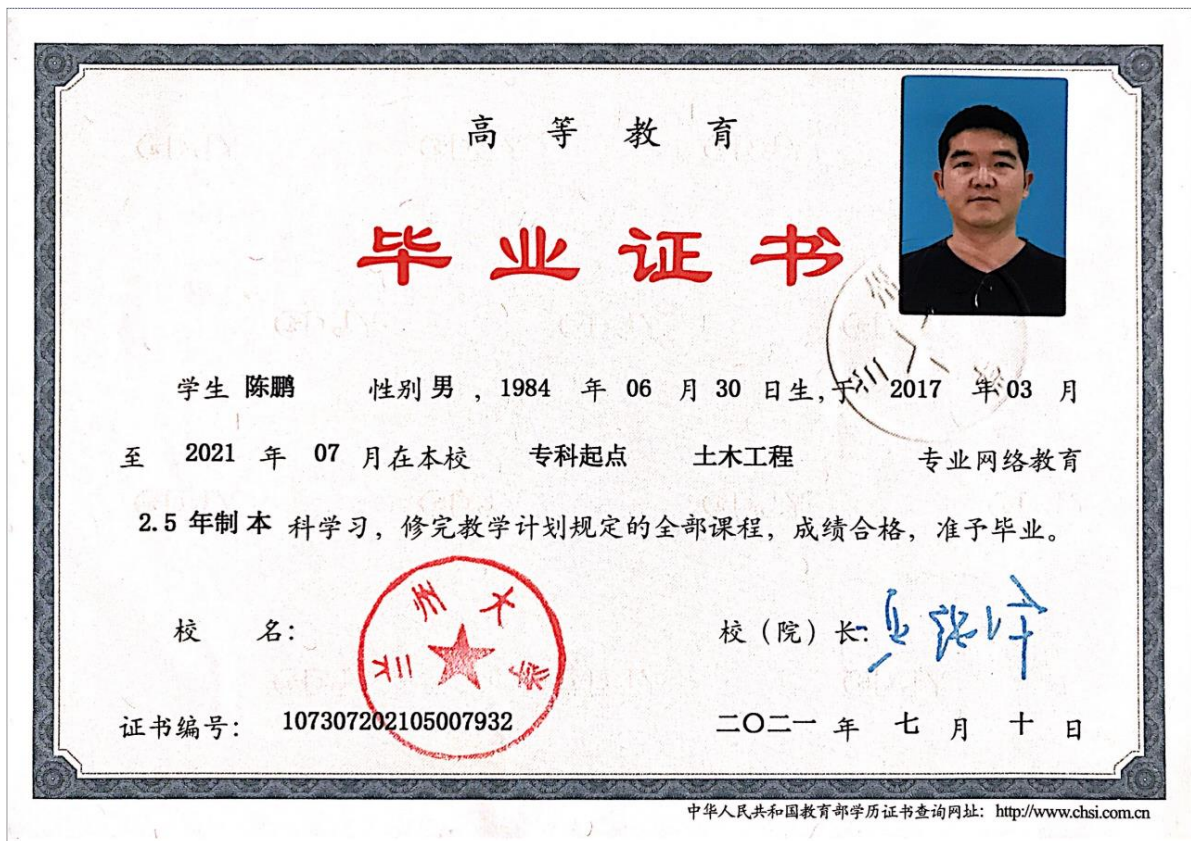 高等教育
毕业证书
学生 陈鹏 性别 男 ，1984 年 06 月 30 日生，于 2017 年 03 月
至 2021 年 07 月在本校 专科起点 土木工程 专业网络教育
2.5 年制 本 科学习，修完教学计划规定的全部课程，成绩合格，准予毕业。
校 名：
兰州大学
校（院）长：
证书编号： 107307202105007932
二〇二一 年 七 月 十 日
中华人民共和国教育部学历证书查询网址：http://www.chsi.com.cn